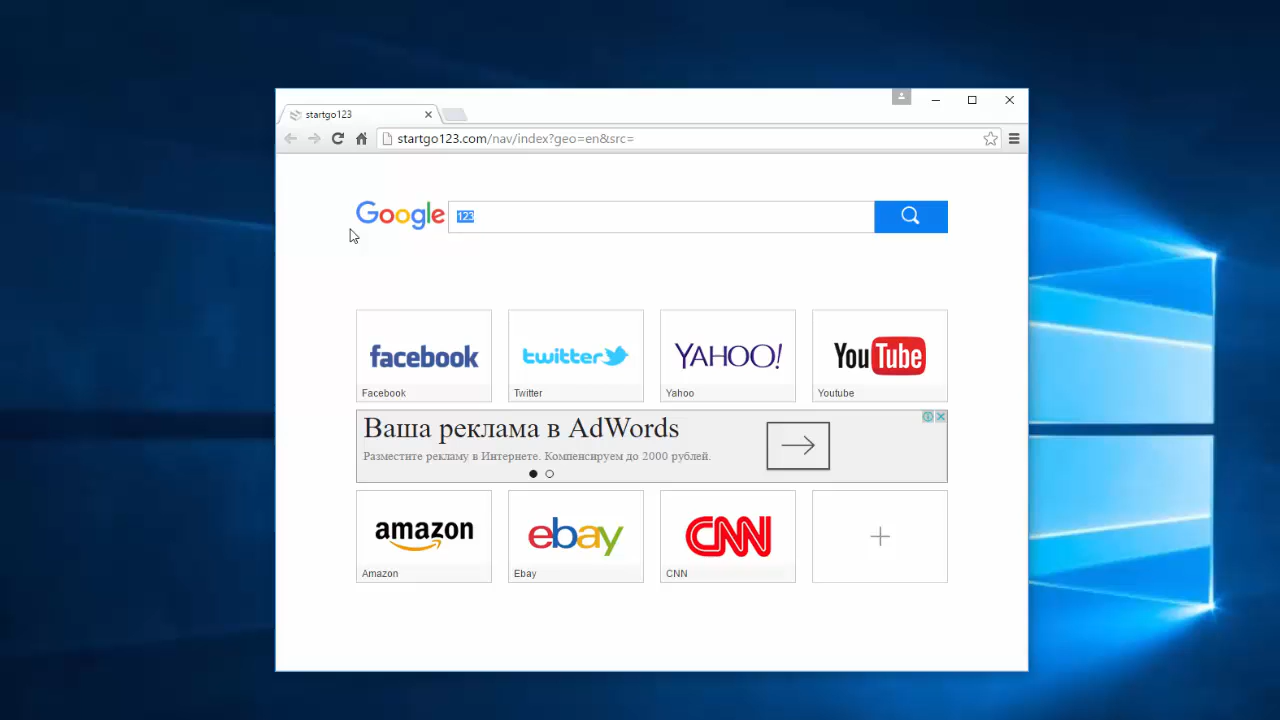 startgo123
startgo123.com/nav/index?geo=en&src=
Google 123
facebook twitter YAHOO! YouTube
Facebook Twitter Yahoo Youtube
Ваша реклама в AdWords
Разместите рекламу в Интернете. Компенсируем до 2000 рублей.
amazon ebay CNN
Amazon Ebay CNN